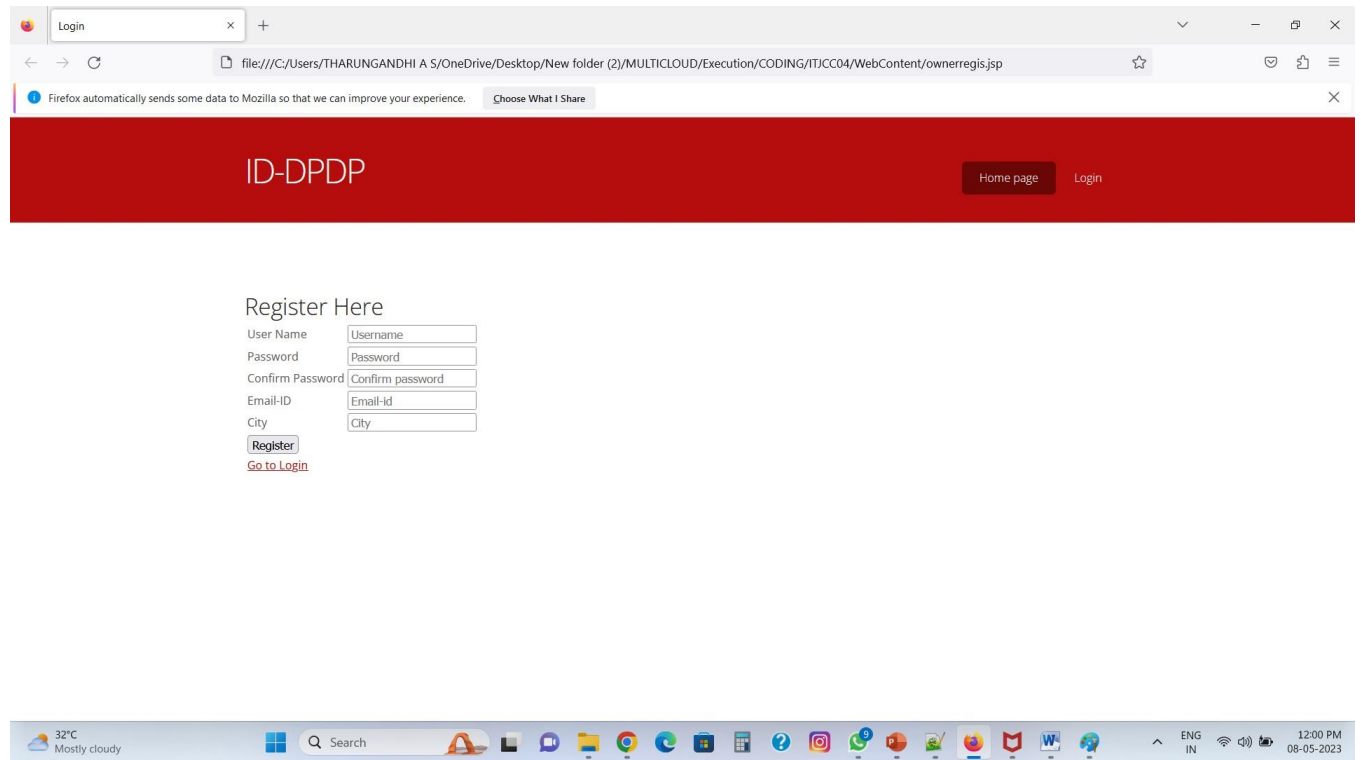 Login
file:///C:/Users/THARUNGANDHI A S/OneDrive/Desktop/New folder (2)/MULTICLOUD/Execution/CODING/ITJCC04/WebContent/ownerregis.jsp
Firefox automatically sends some data to Mozilla so that we can improve your experience. Choose What I Share
ID-DPDP
Home page Login
Register Here
User Name Username
Password Password
Confirm Password Confirm password
Email-ID Email-id
City City
Register
Go to Login
32°C
Mostly cloudy
Search
9
ENG
IN
12:00 PM
08-05-2023